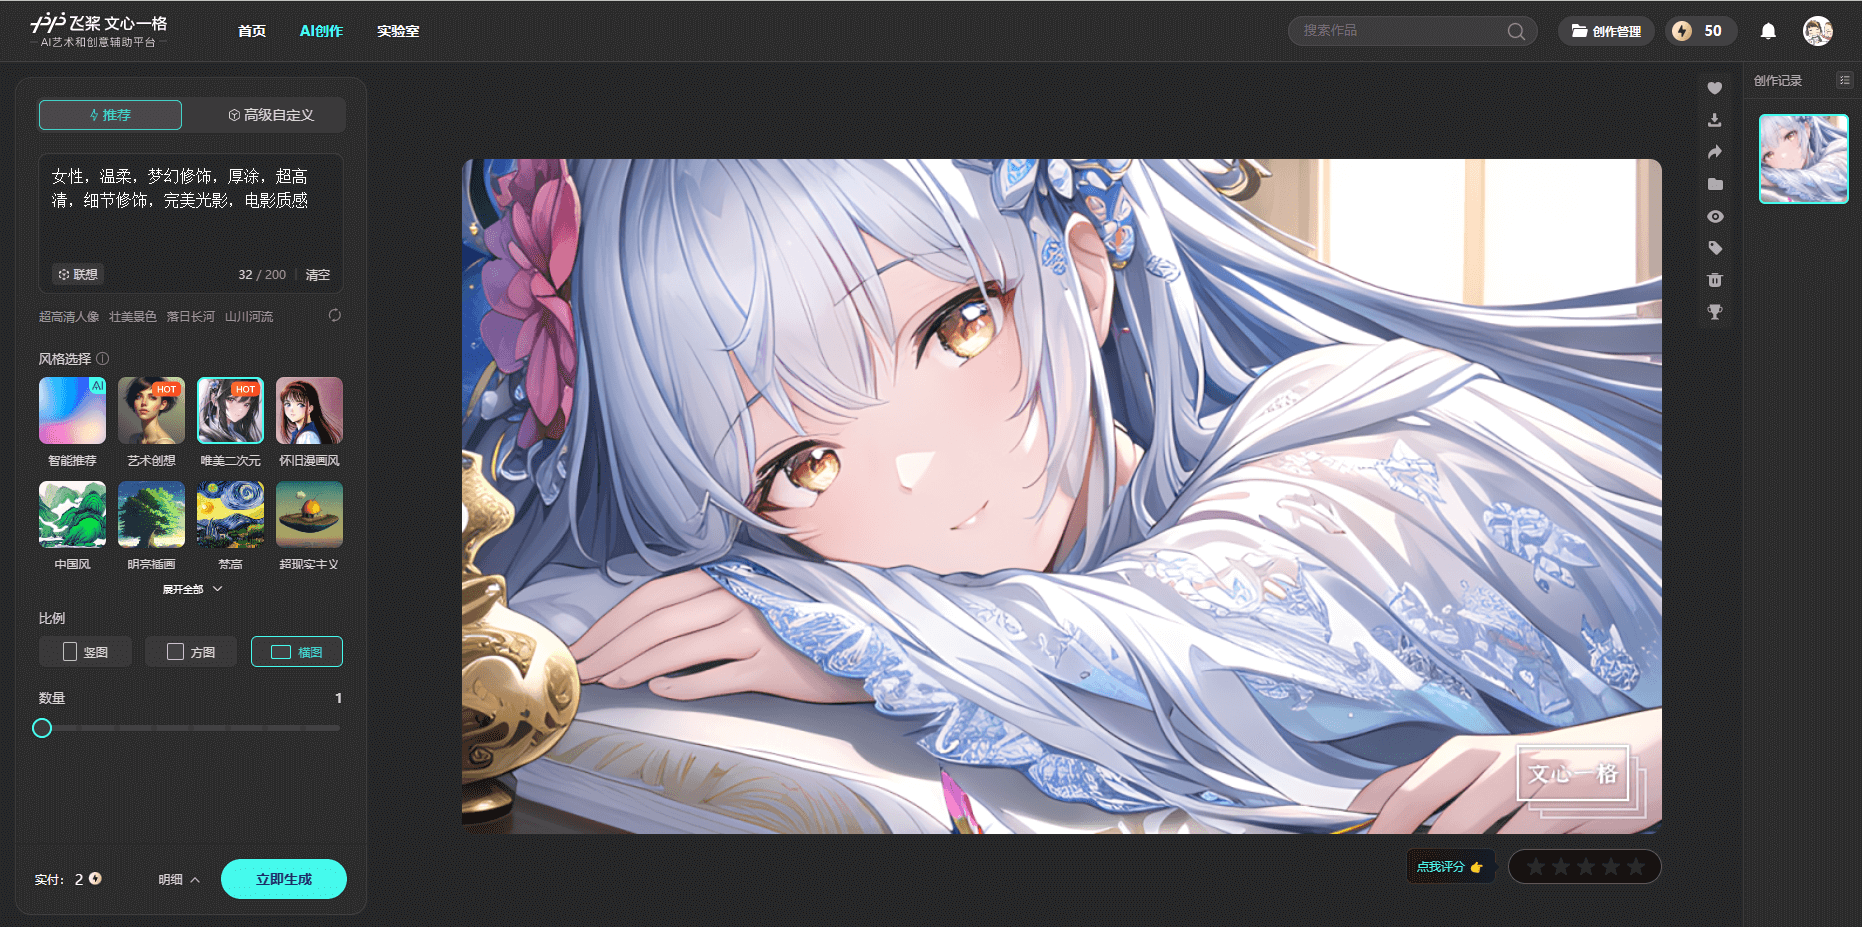 飞桨 文心一格
AI艺术和创意辅助平台
首页
AI创作
实验室
搜索作品
创作管理
50
推荐
高级自定义
女性，温柔，梦幻修饰，厚涂，超高
清，细节修饰，完美光影，电影质感
联想
32 / 200
清空
超高清人像 壮美景色 落日长河 山川河流
风格选择
AI
HOT
HOT
智能推荐
艺术创想
唯美二次元
怀旧漫画风
中国风
明亮插画
梵高
超现实主义
展开全部
比例
竖图
方图
横图
数量
1
实付： 2
明细
立即生成
文心一格
点我评分
创作记录